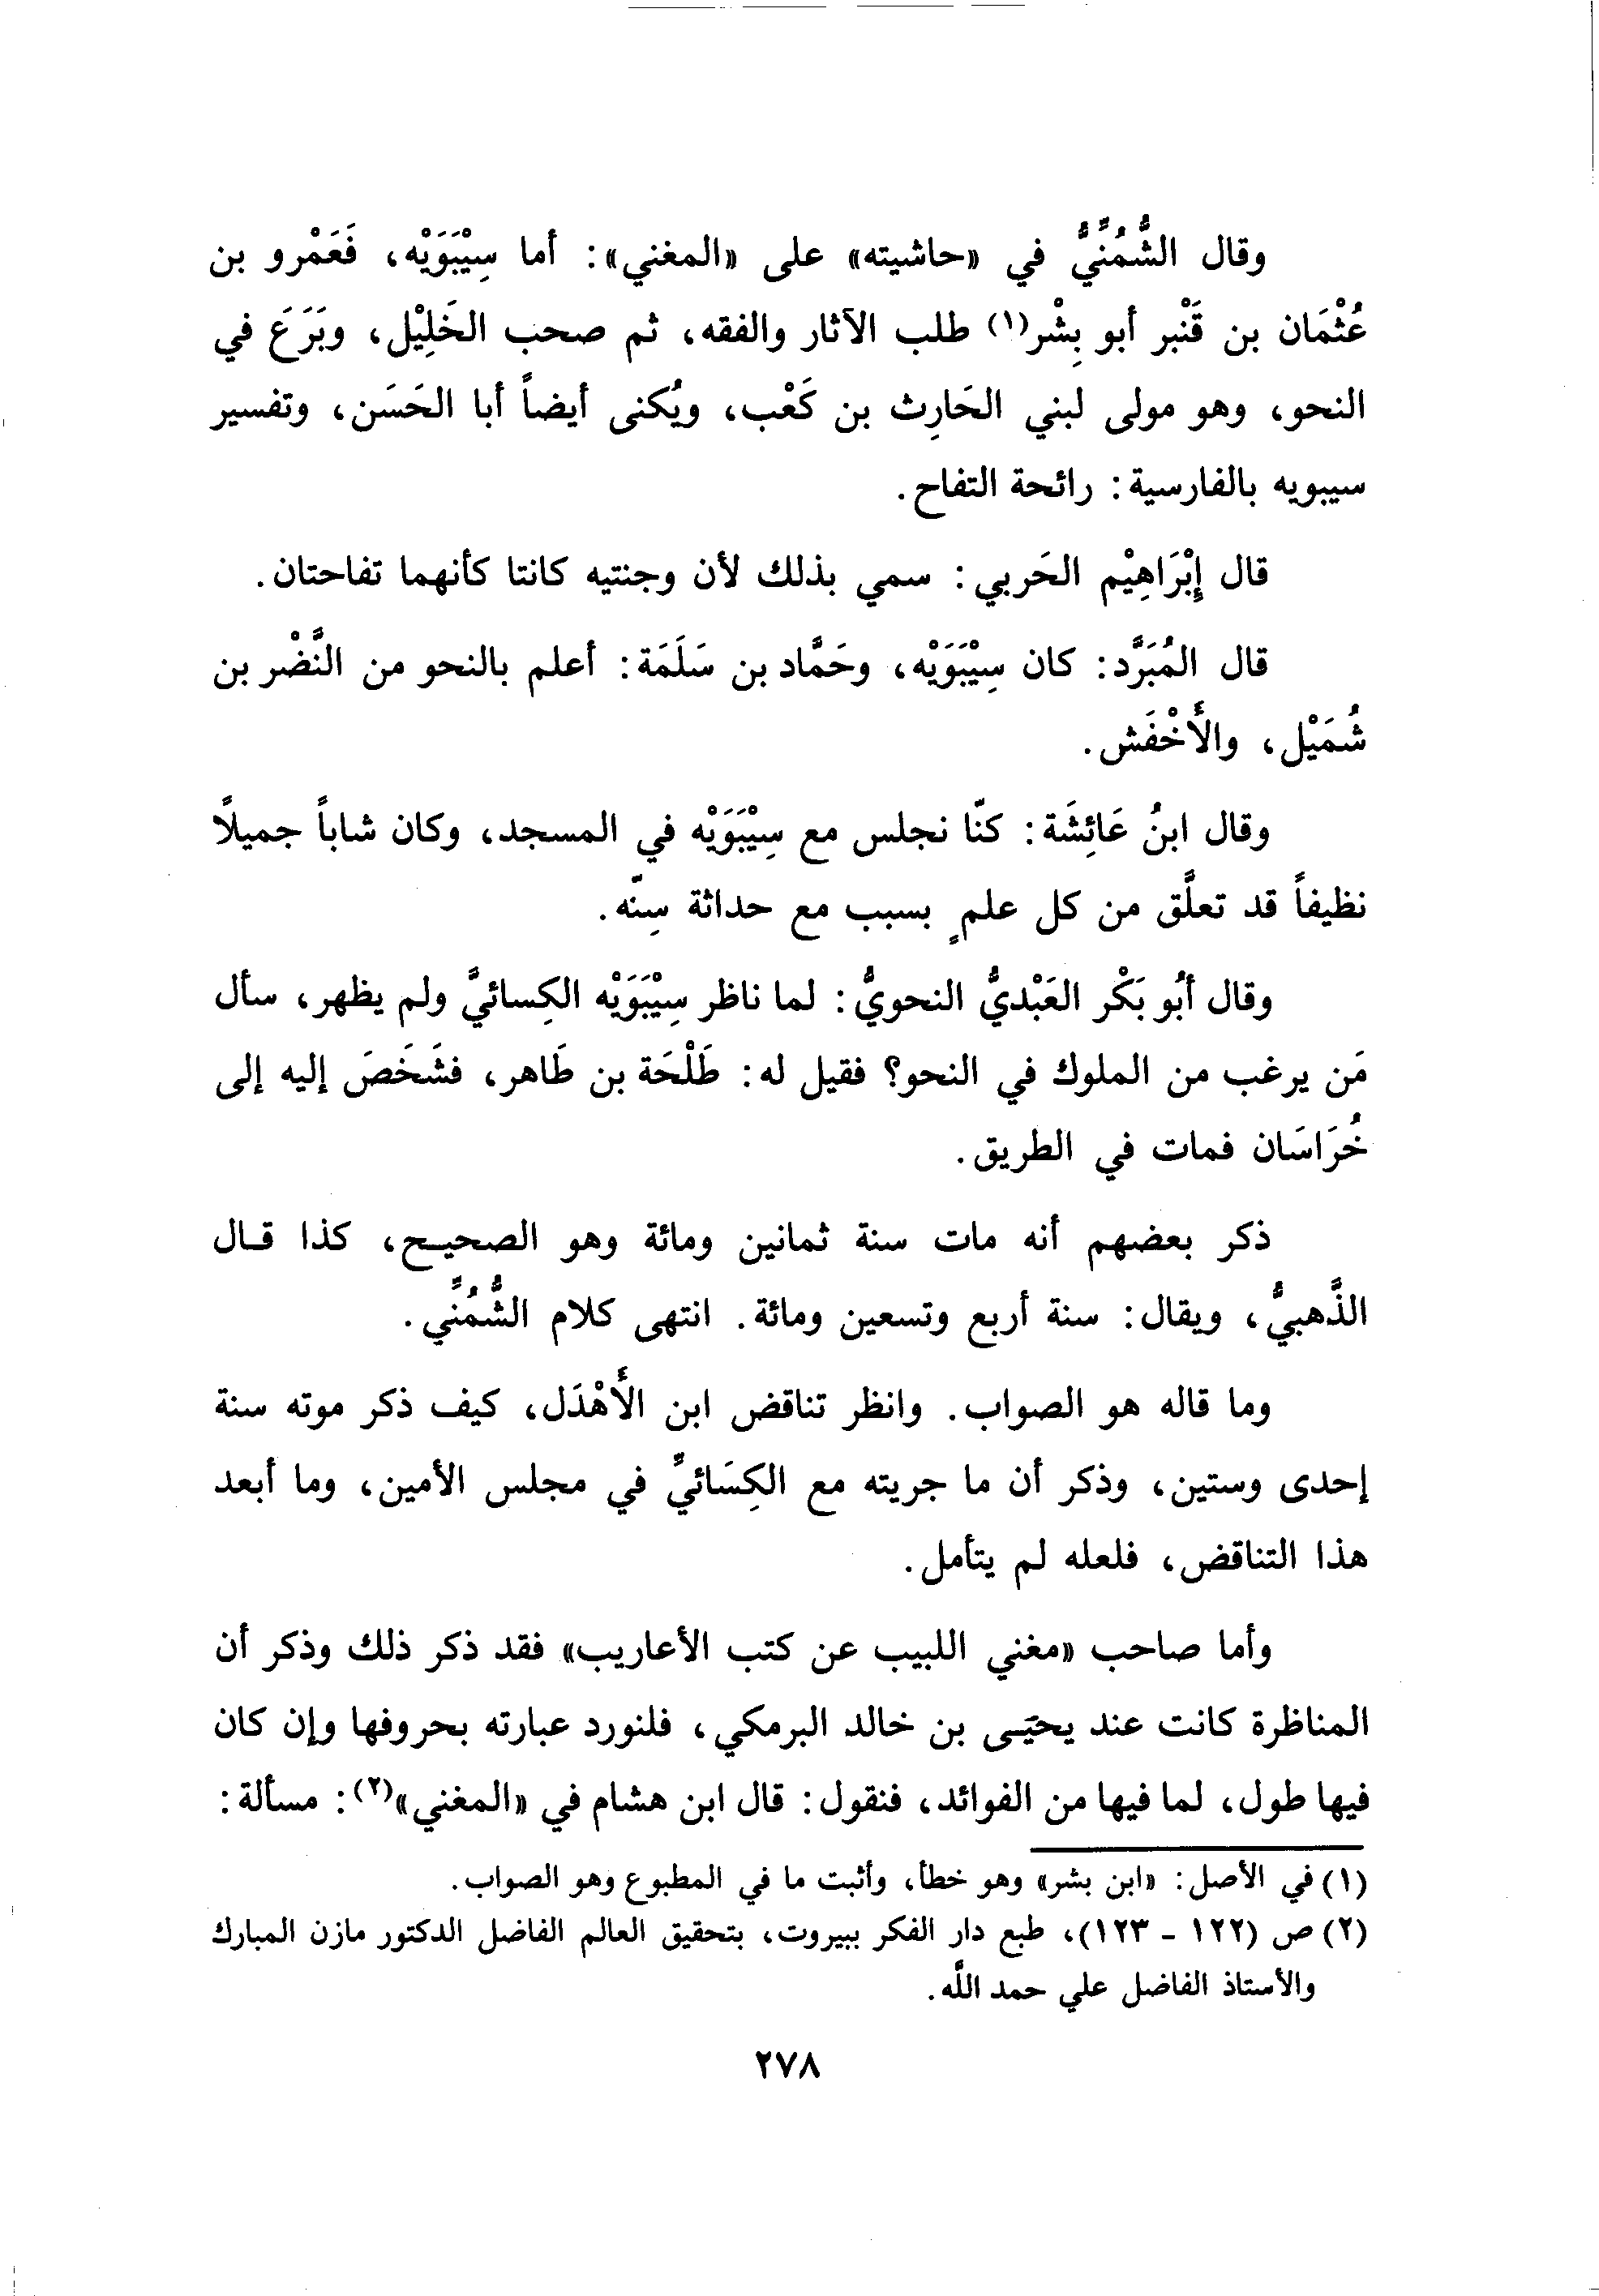 وقال الشُّمُنِّيُّ في «حاشيته» على «المغني»: أما سِيْبَوَيْه، فَعَمْرو بن
عُثْمَان بن قَنْبر أبو بِشْر(١) طلب الآثار والفقه، ثم صحب الخَلِيْل، وبَرَعَ في
النحو، وهو مولى لبني الحَارِث بن كَعْب، ويُكنى أيضاً أبا الحَسَن، وتفسير
سيبويه بالفارسية: رائحة التفاح.
قال إِبْرَاهِيْم الحَربي: سمي بذلك لأن وجنتيه كانتا كأنهما تفاحتان.
قال المُبَرَّد: كان سِيْبَوَيْه، وحَمَّاد بن سَلَمَة: أعلم بالنحو من النَّضْر بن
شُمَيْل، والأَخْفَش.
وقال ابنُ عَائِشَة: كنّا نجلس مع سِيْبَوَيْه في المسجد، وكان شاباً جميلاً
نظيفاً قد تعلَّق من كل علمٍ بسبب مع حداثة سِنّه.
وقال أبُو بَكْر العَبْديُّ النحويُّ: لما ناظر سِيْبَوَيْه الكِسائيَّ ولم يظهر، سأل
مَن يرغب من الملوك في النحو؟ فقيل له: طَلْحَة بن طَاهر، فشَخَصَ إليه إلى
خُرَاسَان فمات في الطريق.
ذكر بعضهم أنه مات سنة ثمانين ومائة وهو الصحيح، كذا قال
الذَّهبيُّ، ويقال: سنة أربع وتسعين ومائة. انتهى كلام الشُّمُنِّي.
وما قاله هو الصواب. وانظر تناقض ابن الأَهْدَل، كيف ذكر موته سنة
إحدى وستين، وذكر أن ما جريته مع الكِسَائيِّ في مجلس الأمين، وما أبعد
هذا التناقض، فلعله لم يتأمل.
وأما صاحب «مغني اللبيب عن كتب الأعاريب» فقد ذكر ذلك وذكر أن
المناظرة كانت عند يحيَى بن خالد البرمكي، فلنورد عبارته بحروفها وإن كان
فيها طول، لما فيها من الفوائد، فنقول: قال ابن هشام في «المغني»(٢): مسألة:
(١) في الأصل: «ابن بشر» وهو خطأ، وأثبت ما في المطبوع وهو الصواب.
(٢) ص (١٢٢ - ١٢٣)، طبع دار الفكر ببيروت، بتحقيق العالم الفاضل الدكتور مازن المبارك
والأستاذ الفاضل علي حمد اللَّه.
٢٧٨